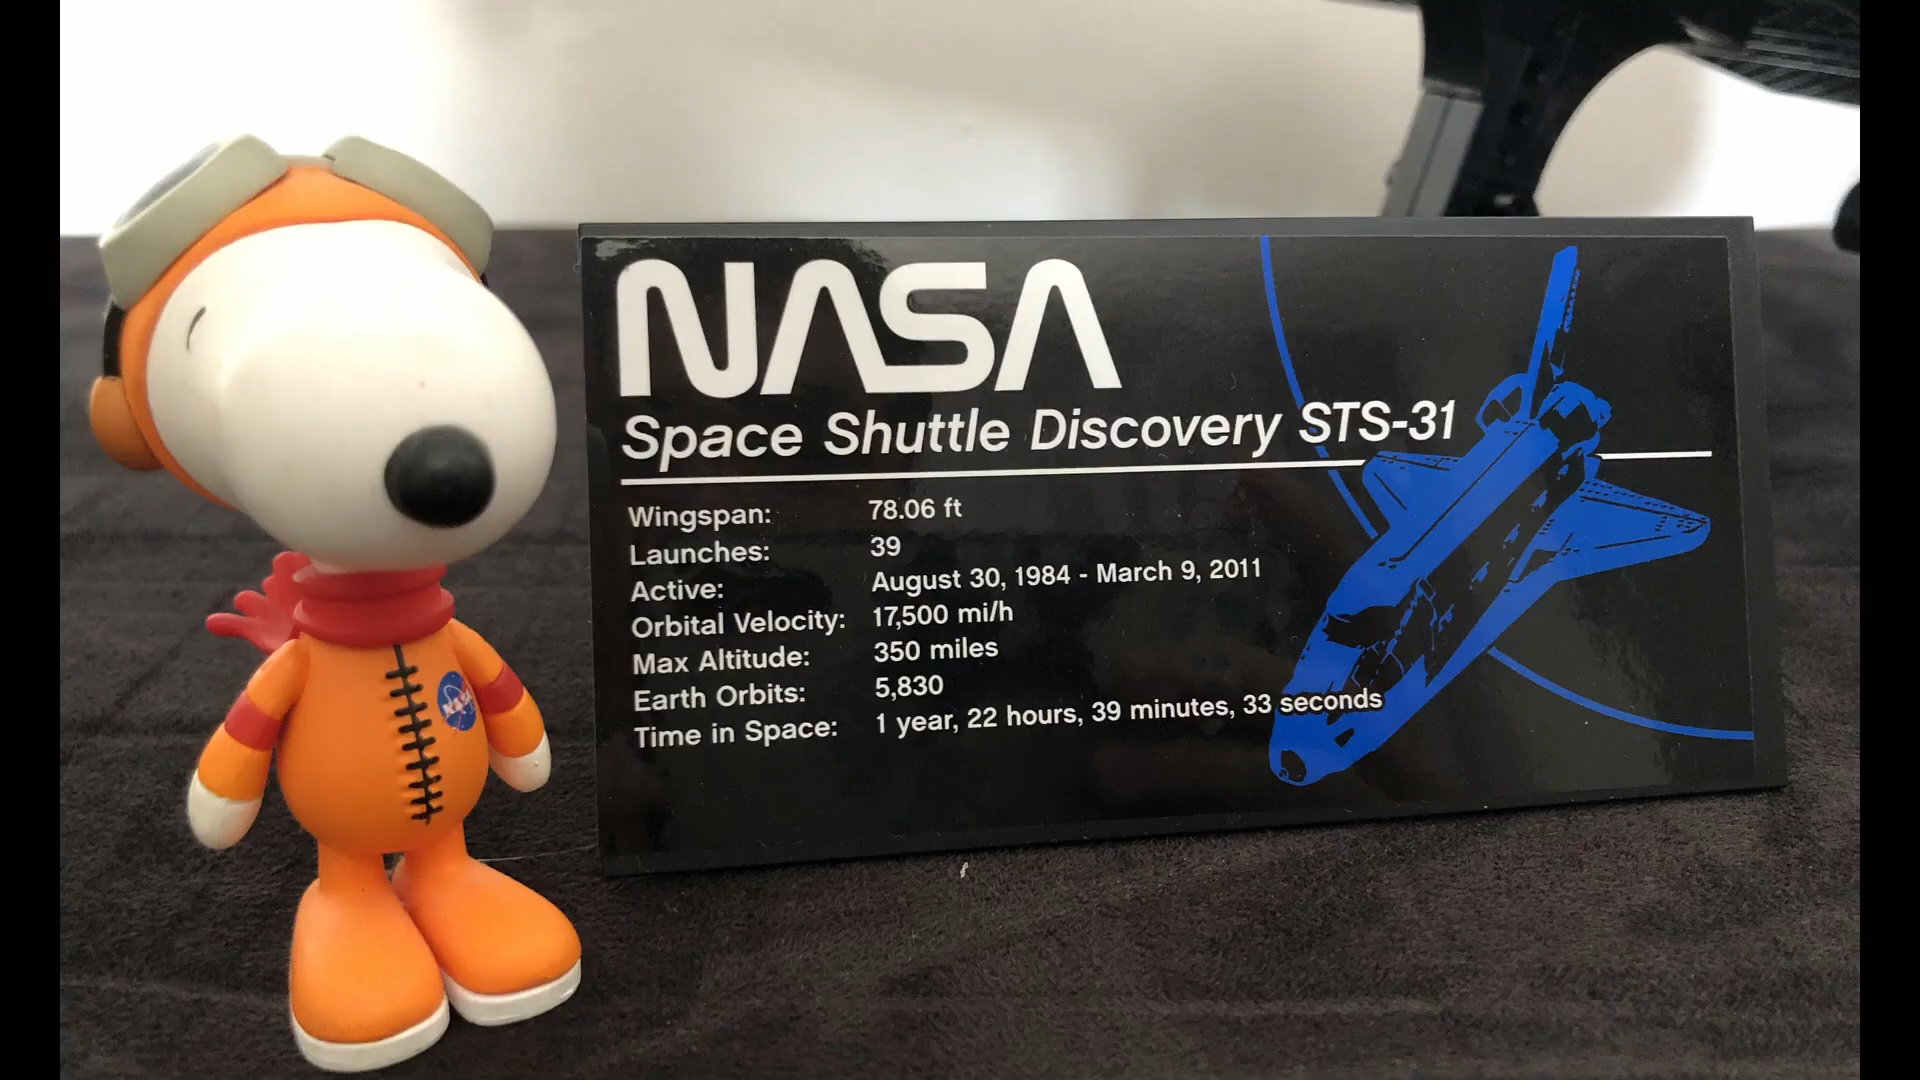 NASA
Space Shuttle Discovery STS-31
Wingspan: 78.06 ft
Launches: 39
Active: August 30, 1984 - March 9, 2011
Orbital Velocity: 17,500 mi/h
Max Altitude: 350 miles
Earth Orbits: 5,830
Time in Space: 1 year, 22 hours, 39 minutes, 33 seconds
NASA